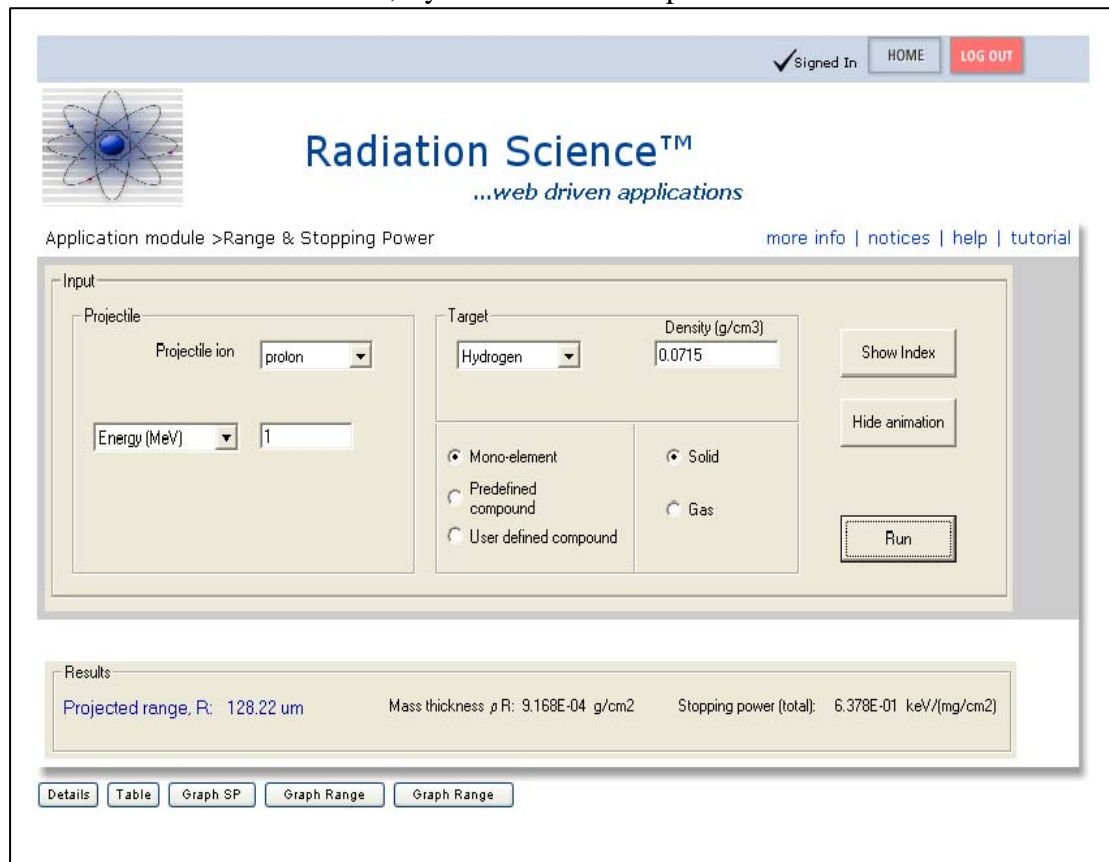 Signed In HOME LOG OUT
Radiation Science™
...web driven applications
Application module >Range & Stopping Power more info | notices | help | tutorial
Input
Projectile Target Density (g/cm3)
Projectile ion proton Hydrogen 0.0715 Show Index
Energy (MeV) 1 Hide animation
Mono-element Solid
Predefined
compound Gas
User defined compound Run
Results
Projected range, R: 128.22 um Mass thickness ρ R: 9.168E-04 g/cm2 Stopping power (total): 6.378E-01 keV/(mg/cm2)
Details Table Graph SP Graph Range Graph Range